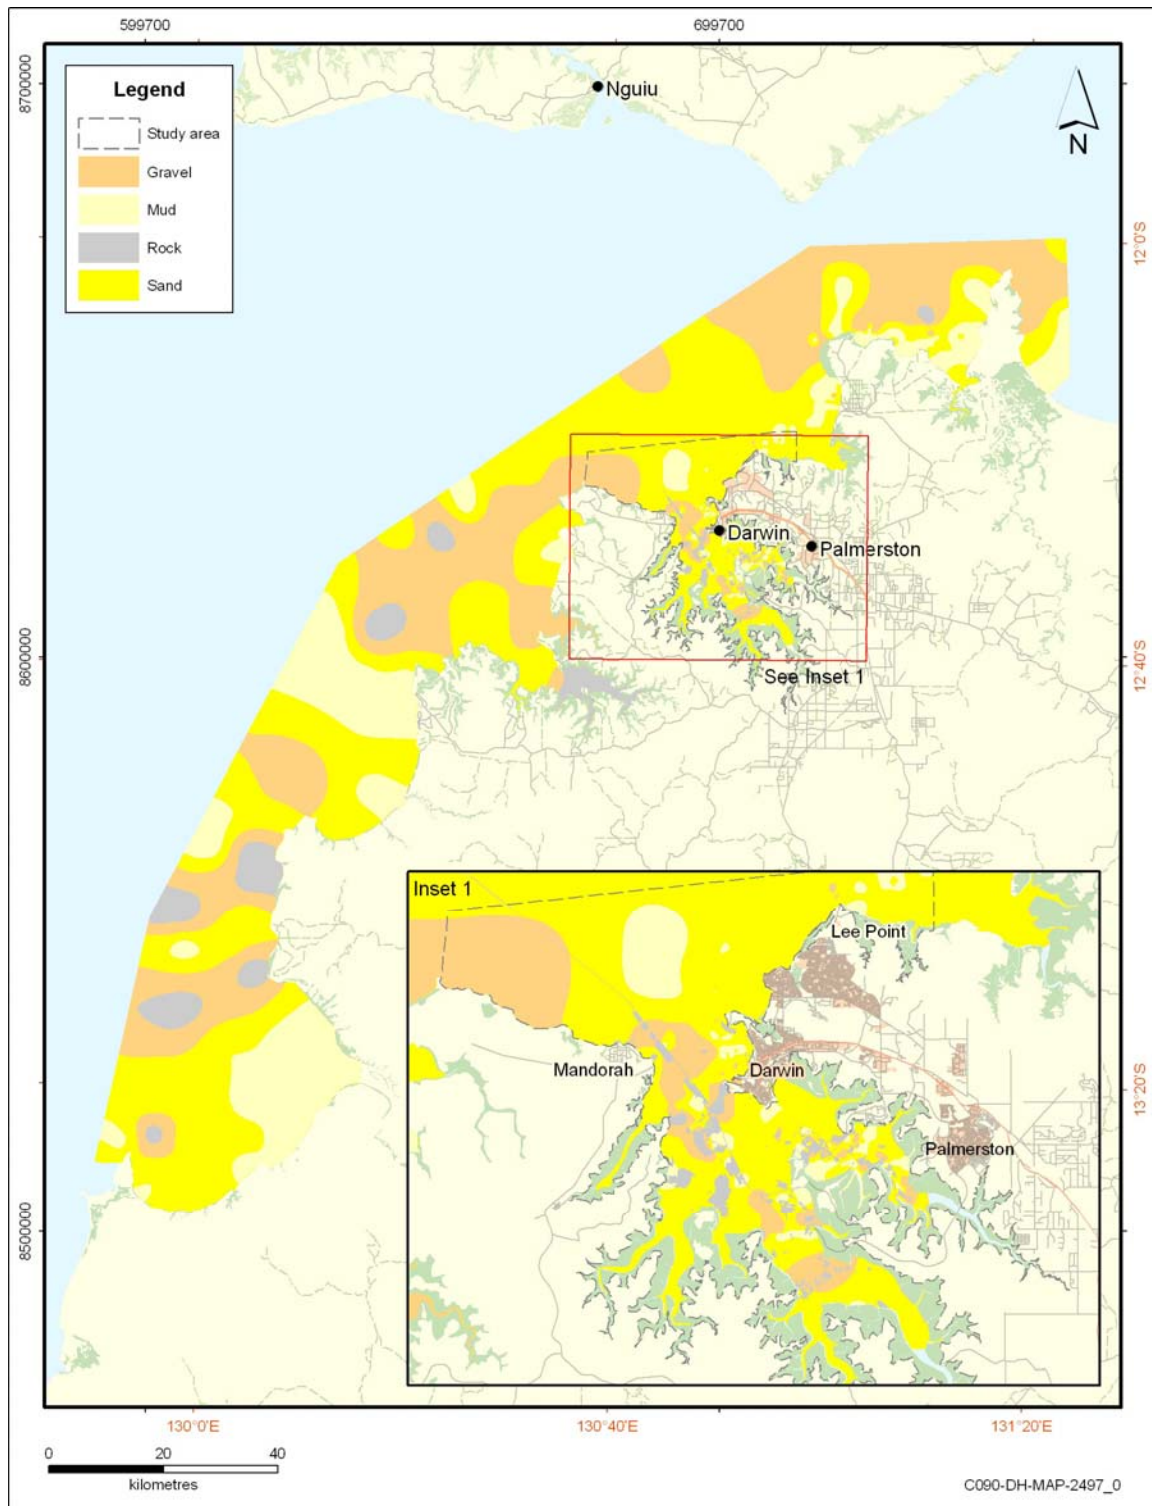 599700
699700
8700000
Legend
Study area
Gravel
Mud
Rock
Sand
Nguiu
N
12°0'S
Darwin
Palmerston
8600000
12°40'S
See Inset 1
Inset 1
Lee Point
Mandorah
Darwin
13°20'S
Palmerston
8500000
130°0'E
130°40'E
131°20'E
0
20
40
kilometres
C090-DH-MAP-2497_0